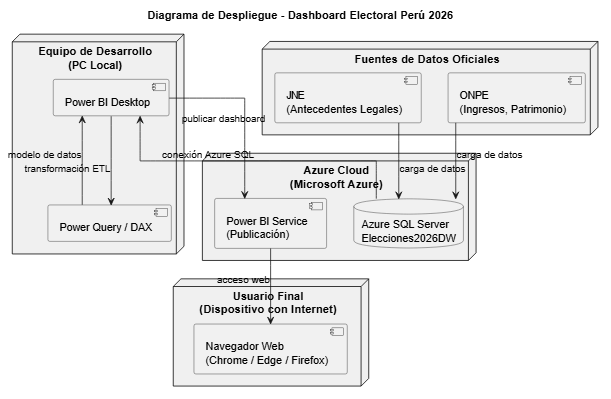 Diagrama de Despliegue - Dashboard Electoral Perú 2026
Equipo de Desarrollo
(PC Local)
Power BI Desktop
modelo de datos
transformación ETL
Power Query / DAX
publicar dashboard
conexión Azure SQL
Fuentes de Datos Oficiales
JNE
(Antecedentes Legales)
ONPE
(Ingresos, Patrimonio)
carga de datos
carga de datos
Azure Cloud
(Microsoft Azure)
Power BI Service
(Publicación)
Azure SQL Server
Elecciones2026DW
acceso web
Usuario Final
(Dispositivo con Internet)
Navegador Web
(Chrome / Edge / Firefox)